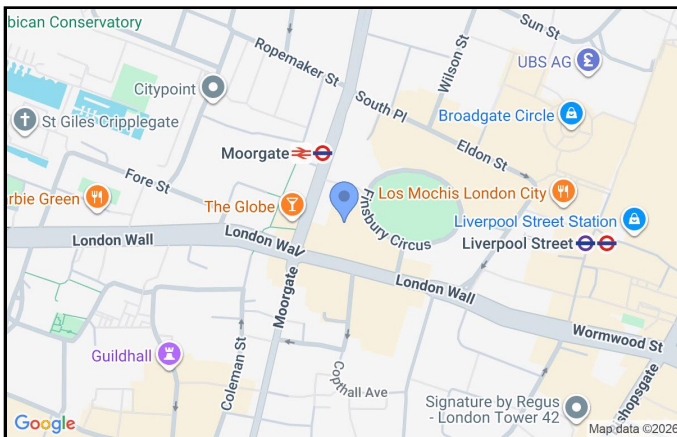 bican Conservatory
Sun St
Ropemaker St
Wilson St
UBS AG
Citypoint
South Pl
Broadgate Circle
St Giles Cripplegate
Moorgate
Eldon St
Fore St
rbie Green
The Globe
Los Mochis London City
Finsbury Circus
Liverpool Street Station
London Wall
London Wall
Liverpool Street
London Wall
Moorgate
Wormwood St
Guildhall
Coleman St
Copthall Ave
shopsgate
Signature by Regus
- London Tower 42
Google
Map data ©2026